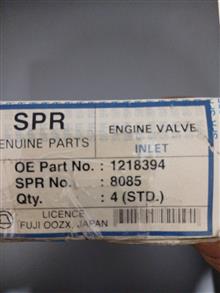 SPR
ENGINE VALVE
GENUINE PARTS
INLET
OE Part No. : 1218394
SPR No. : 8085
Qty. : 4 (STD.)
LICENCE
FUJI OOZX, JAPAN